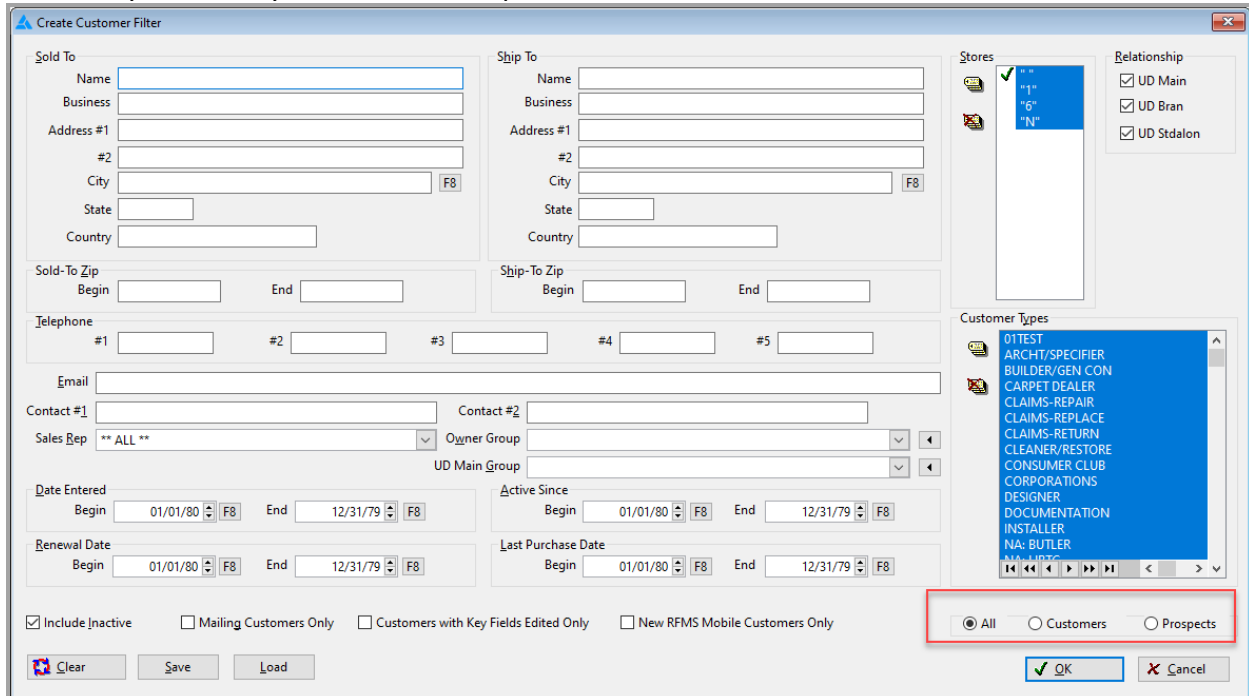 Create Customer Filter
Sold To
Name
Business
Address #1
#2
City F8
State
Country
Ship To
Name
Business
Address #1
#2
City F8
State
Country
Stores
" "
"1"
"6"
"N"
Relationship
UD Main
UD Bran
UD Stdalon
Sold-To Zip
Begin End
Ship-To Zip
Begin End
Telephone
#1 #2 #3 #4 #5
Email
Contact #1 Contact #2
Sales Rep ** ALL ** Owner Group
UD Main Group
Customer Types
01TEST
ARCHT/SPECIFIER
BUILDER/GEN CON
CARPET DEALER
CLAIMS-REPAIR
CLAIMS-REPLACE
CLAIMS-RETURN
CLEANER/RESTORE
CONSUMER CLUB
CORPORATIONS
DESIGNER
DOCUMENTATION
INSTALLER
NA: BUTLER
Date Entered
Begin 01/01/80 F8 End 12/31/79 F8
Active Since
Begin 01/01/80 F8 End 12/31/79 F8
Renewal Date
Begin 01/01/80 F8 End 12/31/79 F8
Last Purchase Date
Begin 01/01/80 F8 End 12/31/79 F8
Include Inactive Mailing Customers Only Customers with Key Fields Edited Only New RFMS Mobile Customers Only
All Customers Prospects
Clear Save Load OK Cancel